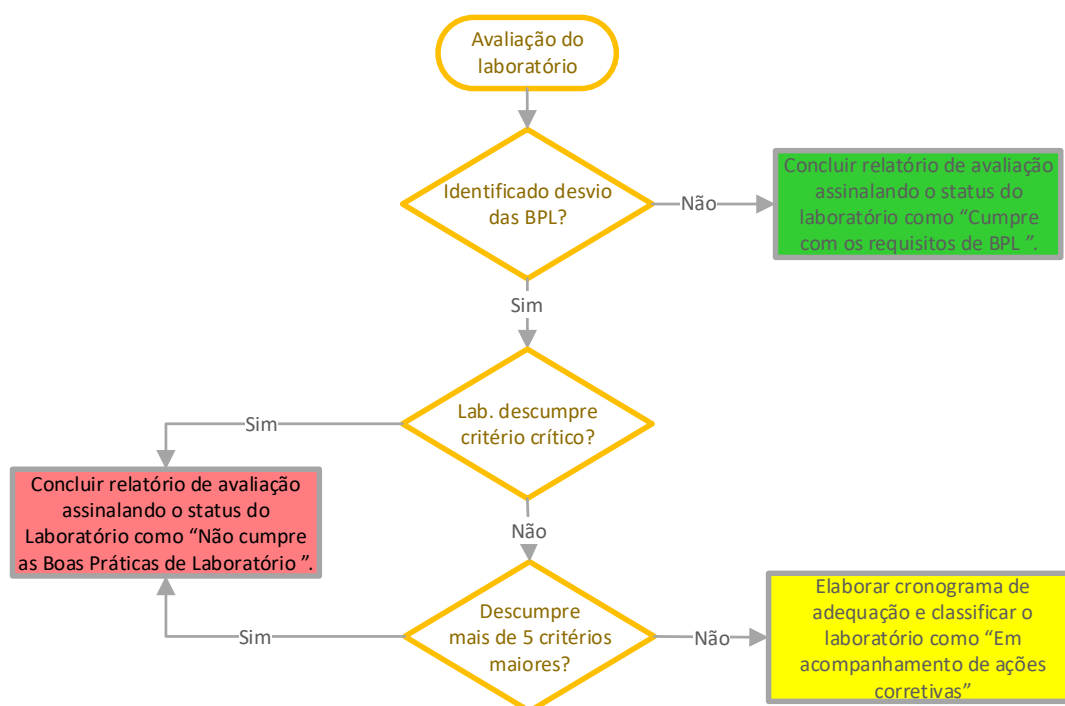 Avaliação do
laboratório
Identificado desvio
das BPL?
Não
Concluir relatório de avaliação
assinalando o status do
laboratório como “Cumpre
com os requisitos de BPL ”.
Sim
Lab. descumpre
critério crítico?
Sim
Concluir relatório de avaliação
assinalando o status do
Laboratório como “Não cumpre
as Boas Práticas de Laboratório ”.
Não
Descumpre
mais de 5 critérios
maiores?
Sim
Não
Elaborar cronograma de
adequação e classificar o
laboratório como “Em
acompanhamento de ações
corretivas”